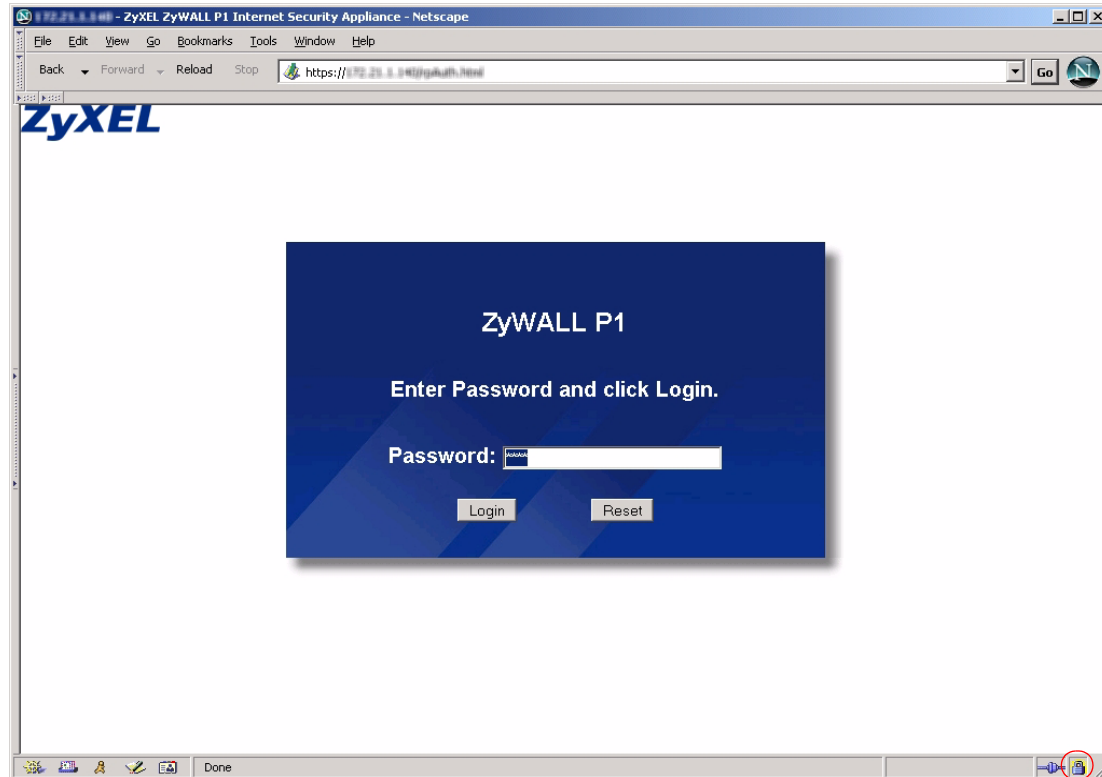 - ZyXEL ZyWALL P1 Internet Security Appliance - Netscape
File Edit View Go Bookmarks Tools Window Help
Back Forward Reload Stop https:// Go N
ZyXEL
ZyWALL P1
Enter Password and click Login.
Password: ****
Login Reset
Done